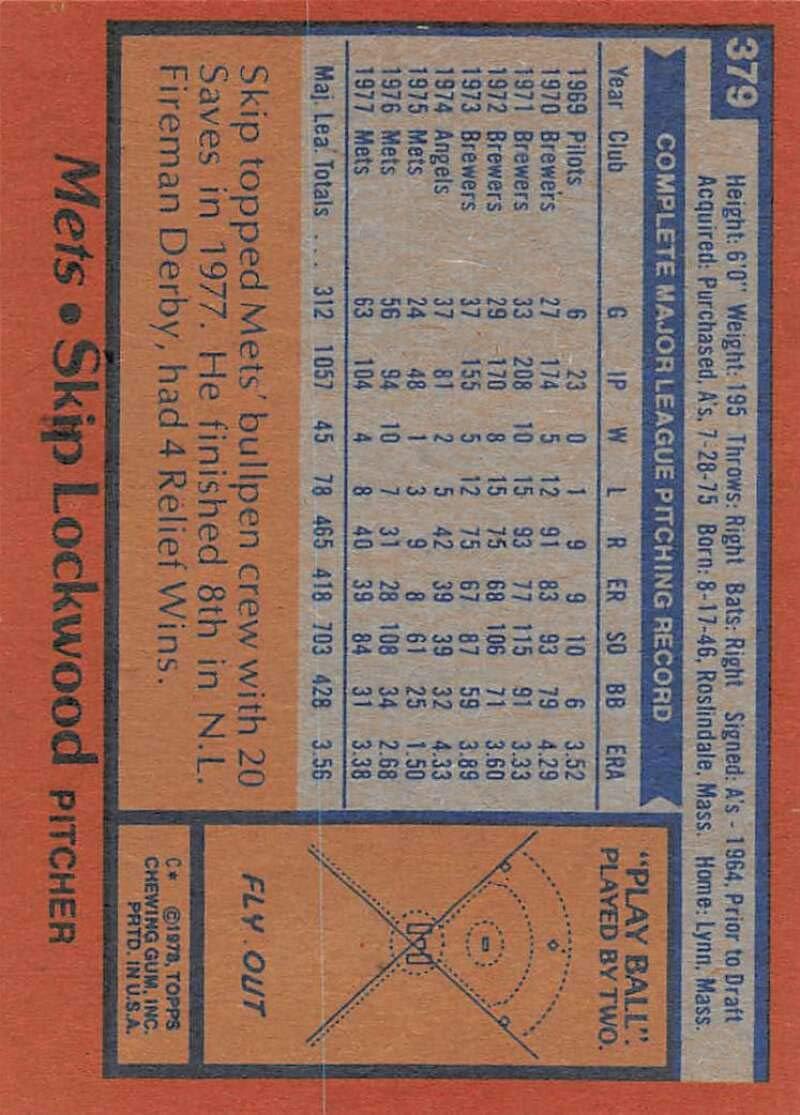 379
Height: 6'0" Weight: 195 Throws: Right Bats: Right Signed: A's - 1964, Prior to Draft
Acquired: Purchased, A's, 7-28-75 Born: 8-17-46, Roslindale, Mass. Home: Lynn, Mass.
COMPLETE MAJOR LEAGUE PITCHING RECORD
Year Club G IP W L R ER SO BB ERA
1969 Pilots 6 23 0 1 9 9 10 6 3.52
1970 Brewers 27 174 5 12 91 83 93 79 4.29
1971 Brewers 33 208 10 15 93 77 115 91 3.33
1972 Brewers 29 170 8 15 75 68 106 71 3.60
1973 Brewers 37 155 5 12 75 67 87 59 3.89
1974 Angels 37 81 2 5 42 39 39 32 4.33
1975 Mets 24 48 1 3 9 8 61 25 1.50
1976 Mets 56 94 10 7 31 28 108 34 2.68
1977 Mets 63 104 4 8 40 39 84 31 3.38
Maj. Lea. Totals .... 312 1057 45 78 465 418 703 428 3.56
Skip topped Mets' bullpen crew with 20
Saves in 1977. He finished 8th in N.L.
Fireman Derby, had 4 Relief Wins.
"PLAY BALL".
PLAYED BY TWO.
FLY OUT
C* ©1978, TOPPS
CHEWING GUM, INC.
PRTD. IN U.S.A.
Mets • Skip Lockwood PITCHER